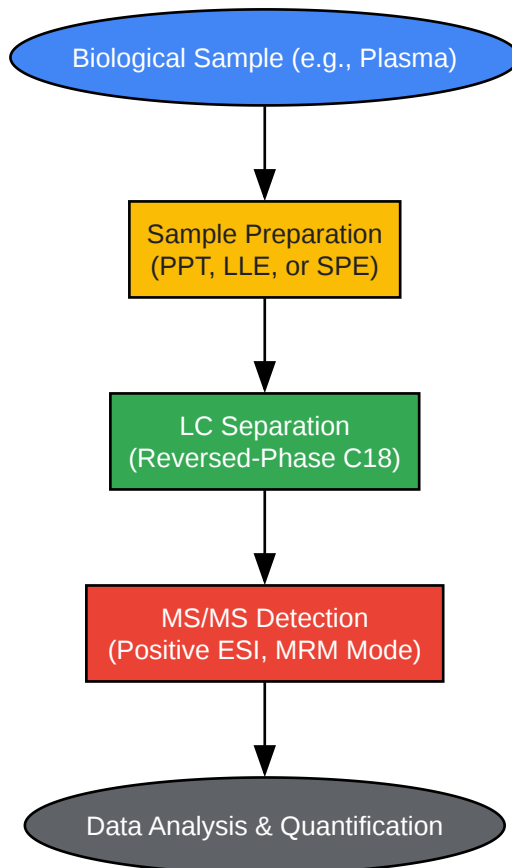 Biological Sample (e.g., Plasma)
Sample Preparation
(PPT, LLE, or SPE)
LC Separation
(Reversed-Phase C18)
MS/MS Detection
(Positive ESI, MRM Mode)
Data Analysis & Quantification